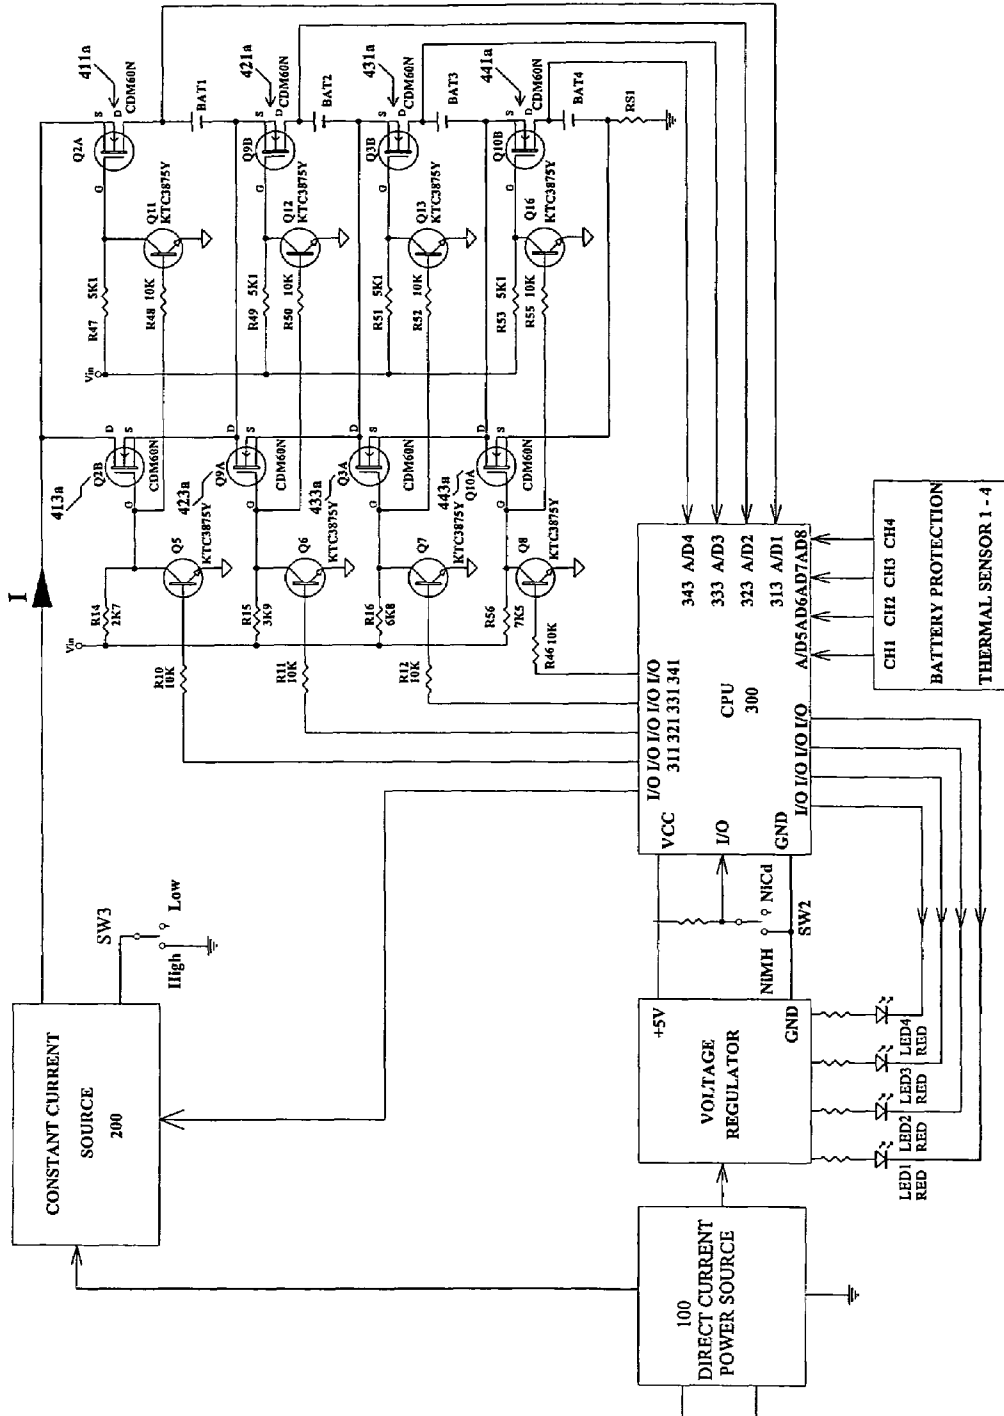 I
CONSTANT CURRENT
SOURCE
200
SW3
High
Low
100
DIRECT CURRENT
POWER SOURCE
VOLTAGE
REGULATOR
+5V
GND
LED1
RED
LED2
RED
LED3
RED
LED4
RED
NiMH
NiCd
SW2
CPU
300
VCC
I/O
GND
I/O I/O I/O I/O I/O
311 321 331 341
I/O I/O I/O I/O
343 A/D4
333 A/D3
323 A/D2
313 A/D1
A/D5AD6AD7AD8
CH1 CH2 CH3 CH4
BATTERY PROTECTION
THERMAL SENSOR 1 - 4
Vin
R14
2K7
R15
3K9
R16
6K8
R56
7K5
R10
10K
R11
10K
R12
10K
R46
10K
Q5
KTC3875Y
Q6
KTC3875Y
Q7
KTC3875Y
Q8
KTC3875Y
413a
Q2B
CDM60N
G
D
S
423a
Q9A
CDM60N
G
D
S
433a
Q3A
CDM60N
G
D
S
443a
Q10A
CDM60N
G
D
S
Vin
R47 5K1
R48 10K
R49 5K1
R50 10K
R51 5K1
R52 10K
R53 5K1
R55 10K
Q11
KTC3875Y
Q12
KTC3875Y
Q13
KTC3875Y
Q16
KTC3875Y
411a
Q2A
CDM60N
G
S
D
BAT1
421a
Q9B
CDM60N
G
S
D
BAT2
431a
Q3B
CDM60N
G
S
D
BAT3
441a
Q10B
CDM60N
G
S
D
BAT4
RS1